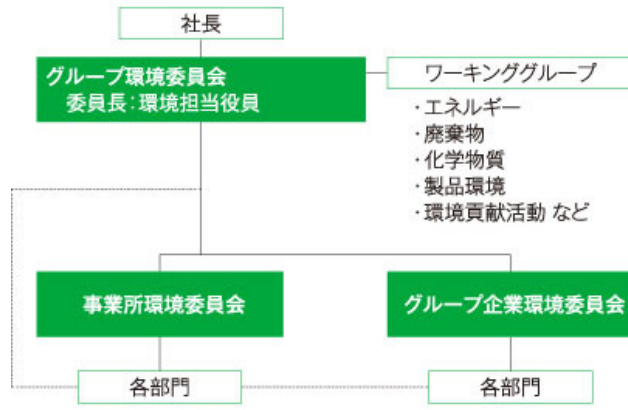 社長
グループ環境委員会
委員長:環境担当役員
ワーキンググループ
・エネルギー
・廃棄物
・化学物質
・製品環境
・環境貢献活動 など
事業所環境委員会
グループ企業環境委員会
各部門
各部門